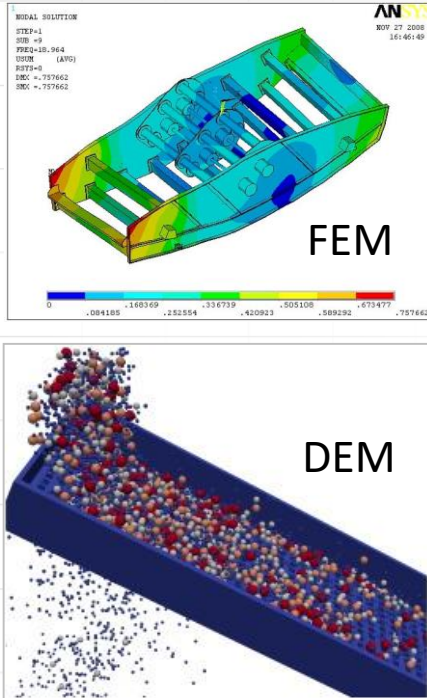 1
NODAL SOLUTION
STEP=1
SUB =9
FREQ=18.964
USUM (AVG)
RSYS=0
DMX =.757662
SMX =.757662
ANSYS
NOV 27 2008
16:46:49
FEM
0 .168369 .336739 .505108 .673477
.084185 .252554 .420923 .589292 .757662
DEM